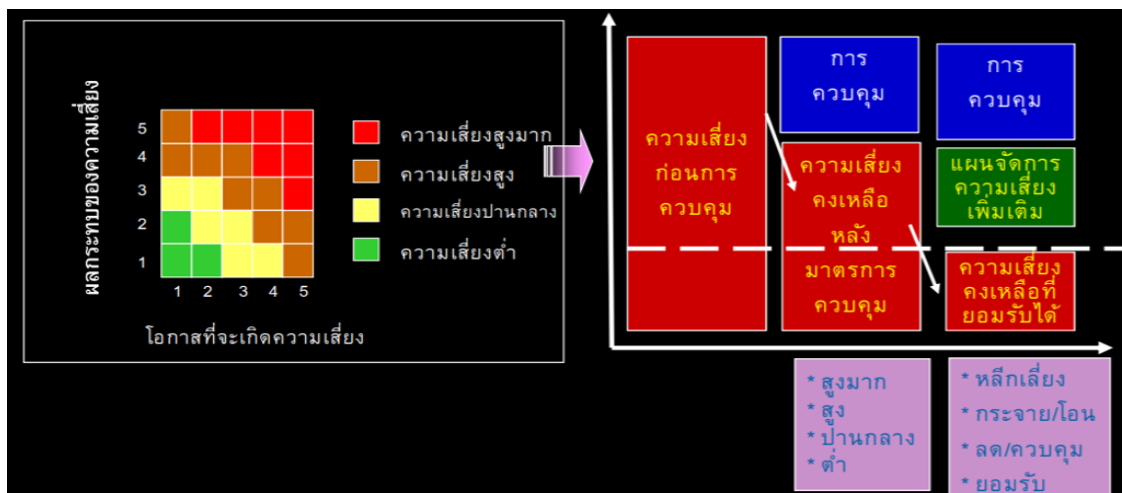 ผลกระทบของความเสี่ยง
5
4
3
2
1
1 2 3 4 5
โอกาสที่จะเกิดความเสี่ยง
ความเสี่ยงสูงมาก
ความเสี่ยงสูง
ความเสี่ยงปานกลาง
ความเสี่ยงต่ำ
ความเสี่ยง
ก่อนการ
ควบคุม
การ
ควบคุม
ความเสี่ยง
คงเหลือ
หลัง
มาตรการ
ควบคุม
การ
ควบคุม
แผนจัดการ
ความเสี่ยง
เพิ่มเติม
ความเสี่ยง
คงเหลือที่
ยอมรับได้
* สูงมาก
* สูง
* ปานกลาง
* ต่ำ
* หลีกเลี่ยง
* กระจาย/โอน
* ลด/ควบคุม
* ยอมรับ